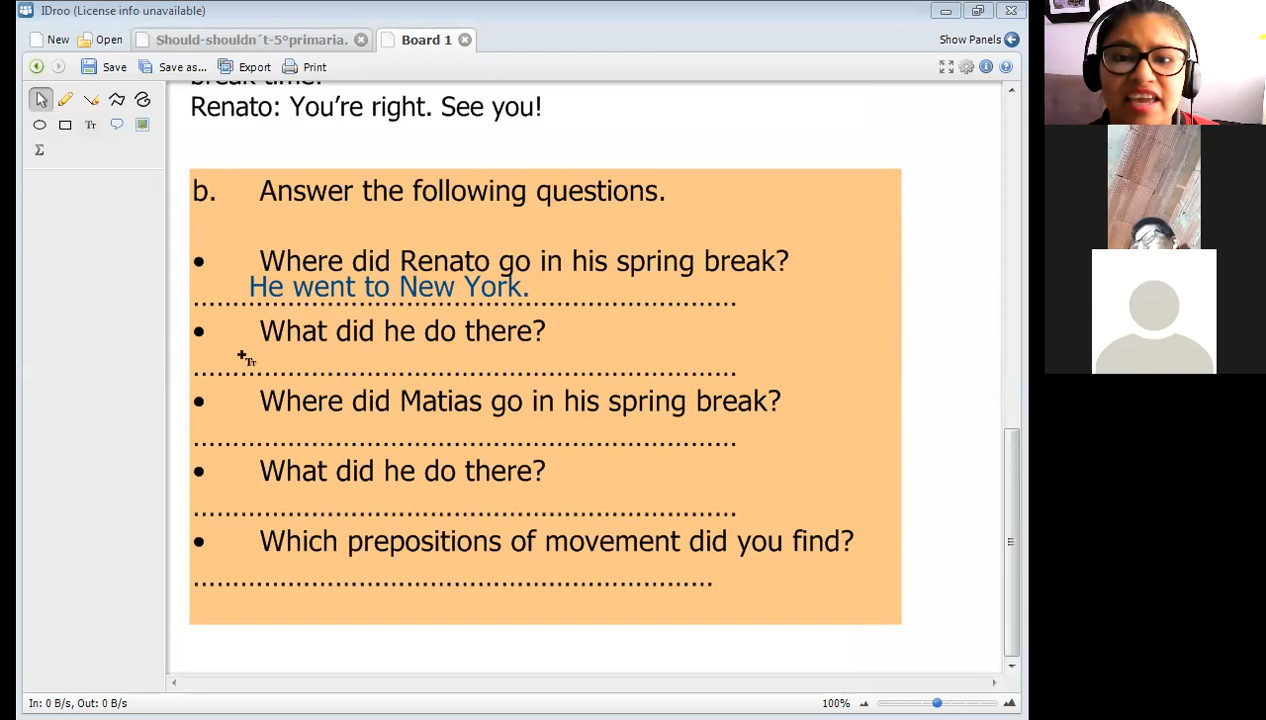 IDroo (License info unavailable)
New Open Should-shouldn´t-5°primaria. Board 1 Show Panels
Save Save as... Export Print
break time!
Renato: You're right. See you!
b. Answer the following questions.
• Where did Renato go in his spring break?
He went to New York.
• What did he do there?
• Where did Matias go in his spring break?
• What did he do there?
• Which prepositions of movement did you find?
In: 0 B/s, Out: 0 B/s 100%